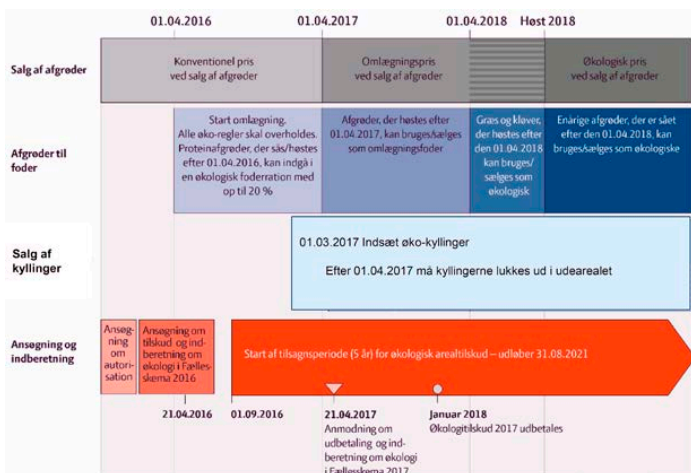 01.04.2016
01.04.2017
01.04.2018
Høst 2018
Salg af afgrøder
Konventionel pris
ved salg af afgrøder
Omlægningspris
ved salg af afgrøder
Økologisk pris
ved salg af afgrøder
Afgrøder til
foder
Start omlægning.
Alle øko-regler skal overholdes.
Proteinafgrøder, der sås/høstes
efter 01.04.2016, kan indgå i
en økologisk foderration med
op til 20 %
Afgrøder, der høstes efter
01.04.2017, kan bruges/sælges
som omlægningsfoder
Græs og kløver,
der høstes efter
den 01.04.2018
kan bruges/
sælges som
økologisk
Enårige afgrøder, der er sået
efter den 01.04.2018, kan
bruges/sælges som økologiske
Salg af
kyllinger
01.03.2017 Indsæt øko-kyllinger
Efter 01.04.2017 må kyllingerne lukkes ud i udearealet
Ansøgning og
indberetning
Ansøg-
ning
om
autori-
sation
Ansøgning om
tilskud og ind-
beretning om
økologi i Fælles-
skema 2016
Start af tilsagnsperiode (5 år) for økologisk arealtilskud – udløber 31.08.2021
21.04.2016
01.09.2016
21.04.2017
Anmodning om
udbetaling og ind-
beretning om økologi
i Fællesskema 2017
Januar 2018
Økologitilskud 2017 udbetales